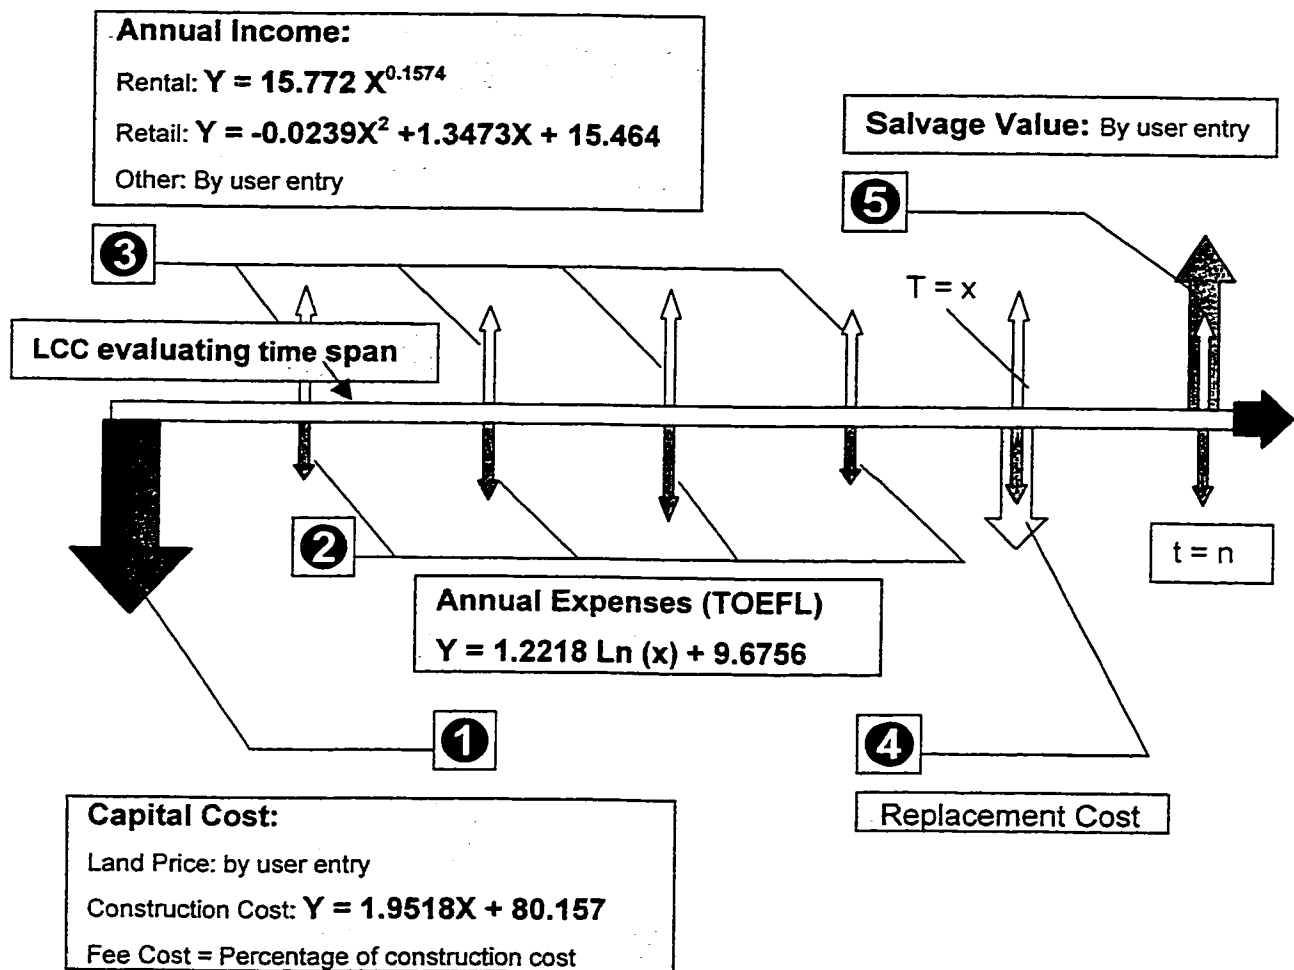 Annual Income:
Rental: Y = 15.772 X^0.1574
Retail: Y = -0.0239X² +1.3473X + 15.464
Other: By user entry
Salvage Value: By user entry
5
3
T = x
LCC evaluating time span
2
t = n
Annual Expenses (TOEFL)
Y = 1.2218 Ln (x) + 9.6756
1
4
Capital Cost:
Land Price: by user entry
Construction Cost: Y = 1.9518X + 80.157
Fee Cost = Percentage of construction cost
Replacement Cost